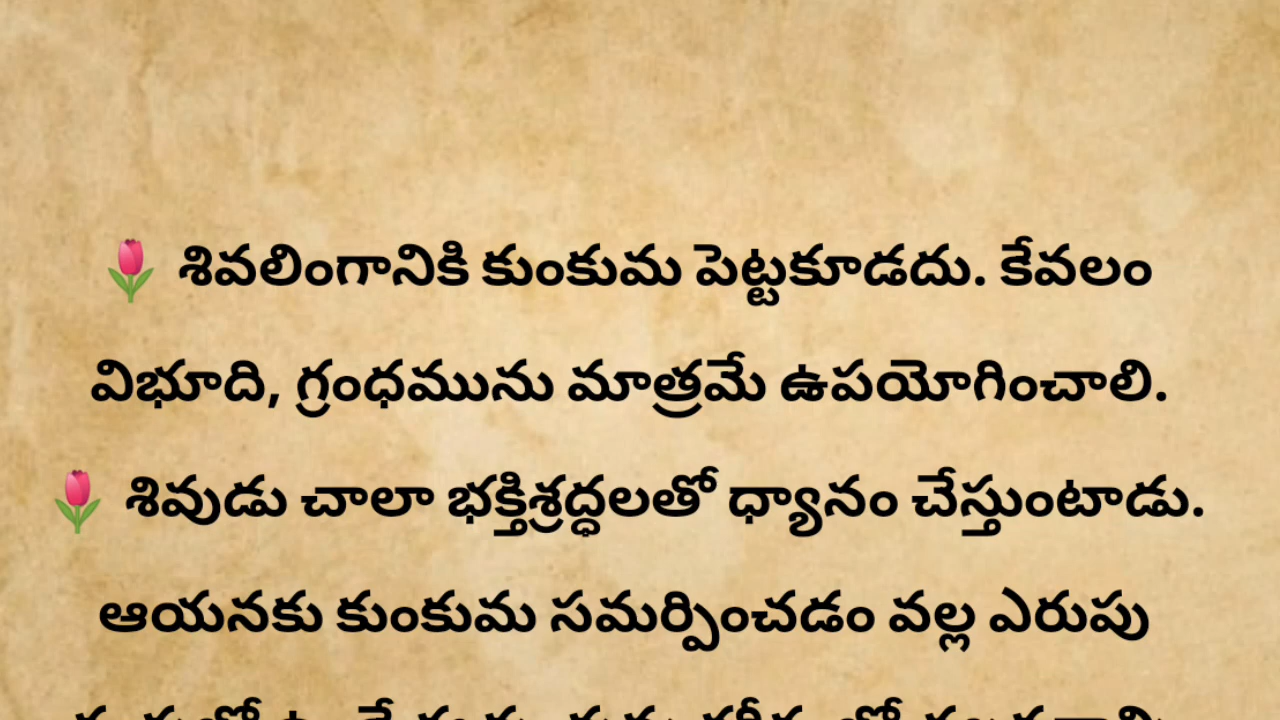 🌷 శివలింగానికి కుంకుమ పెట్టకూడదు. కేవలం
విభూది, గ్రంధమును మాత్రమే ఉపయోగించాలి.
🌷 శివుడు చాలా భక్తిశ్రద్ధలతో ధ్యానం చేస్తుంటాడు.
ఆయనకు కుంకుమ సమర్పించడం వల్ల ఎరుపు